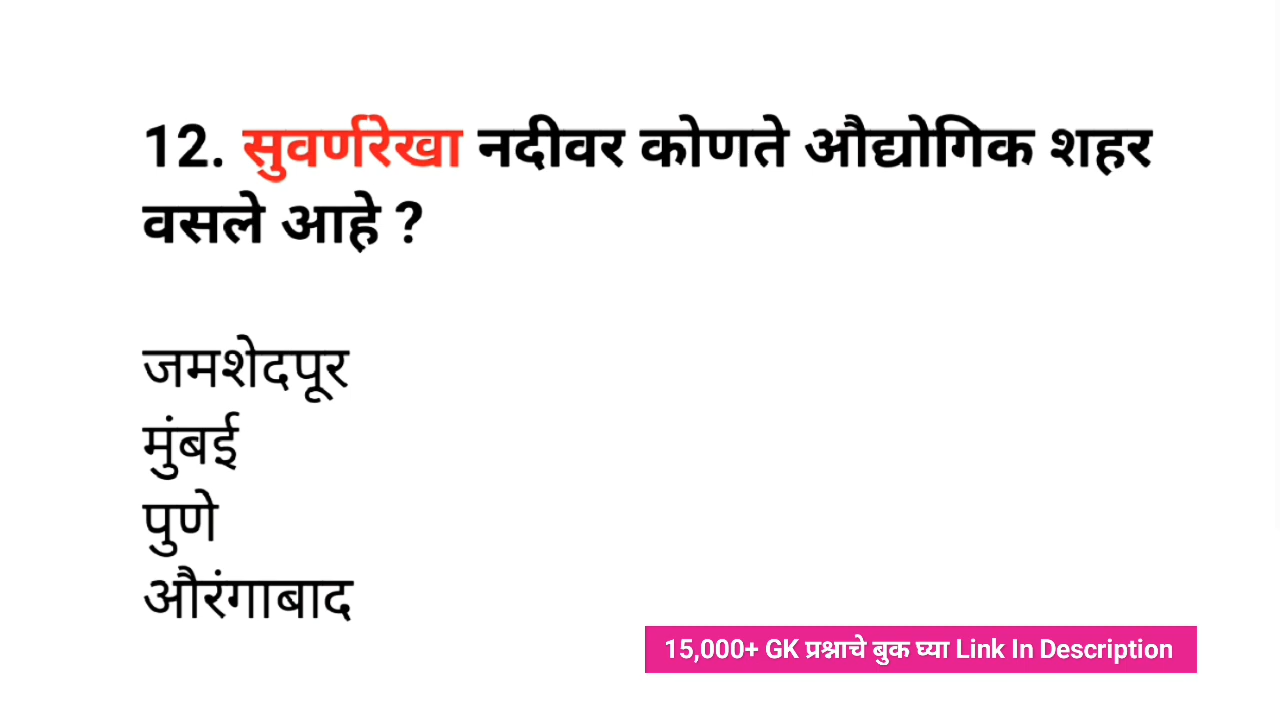 12. सुवर्णरेखा नदीवर कोणते औद्योगिक शहर
वसले आहे ?
जमशेदपूर
मुंबई
पुणे
औरंगाबाद
15,000+ GK प्रश्नाचे बुक घ्या Link In Description